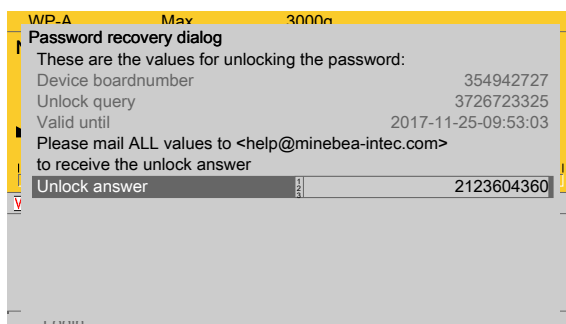 WP-A Max 3000g
Password recovery dialog
These are the values for unlocking the password:
Device boardnumber 354942727
Unlock query 3726723325
Valid until 2017-11-25-09:53:03
Please mail ALL values to <help@minebea-intec.com>
to receive the unlock answer
Unlock answer 123 2123604360